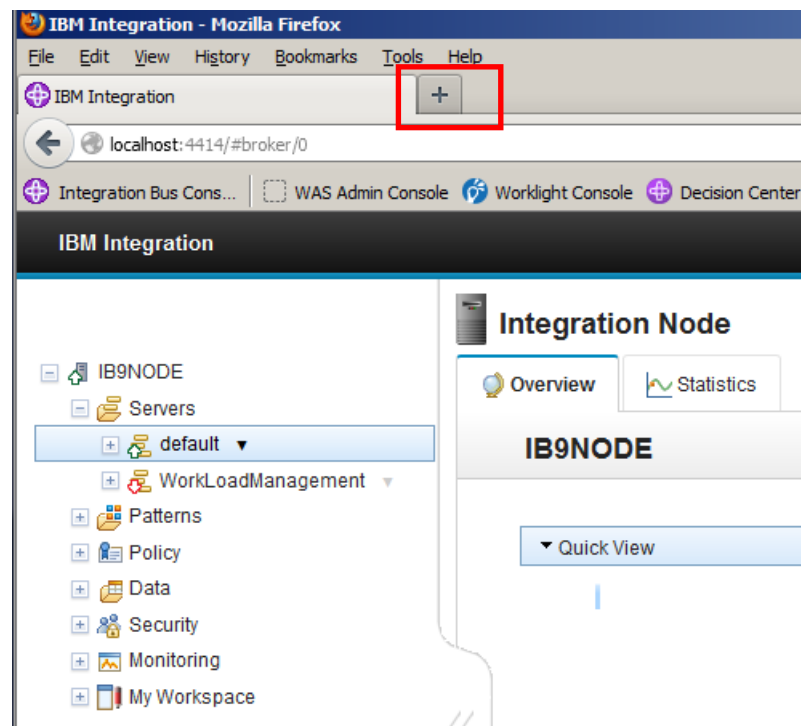 IBM Integration - Mozilla Firefox
File Edit View History Bookmarks Tools Help
IBM Integration
localhost:4414/#broker/0
Integration Bus Cons... WAS Admin Console Worklight Console Decision Center
IBM Integration
Integration Node
IB9NODE
Overview Statistics
Servers
default
IB9NODE
WorkLoadManagement
Patterns
Policy
Quick View
Data
Security
Monitoring
My Workspace